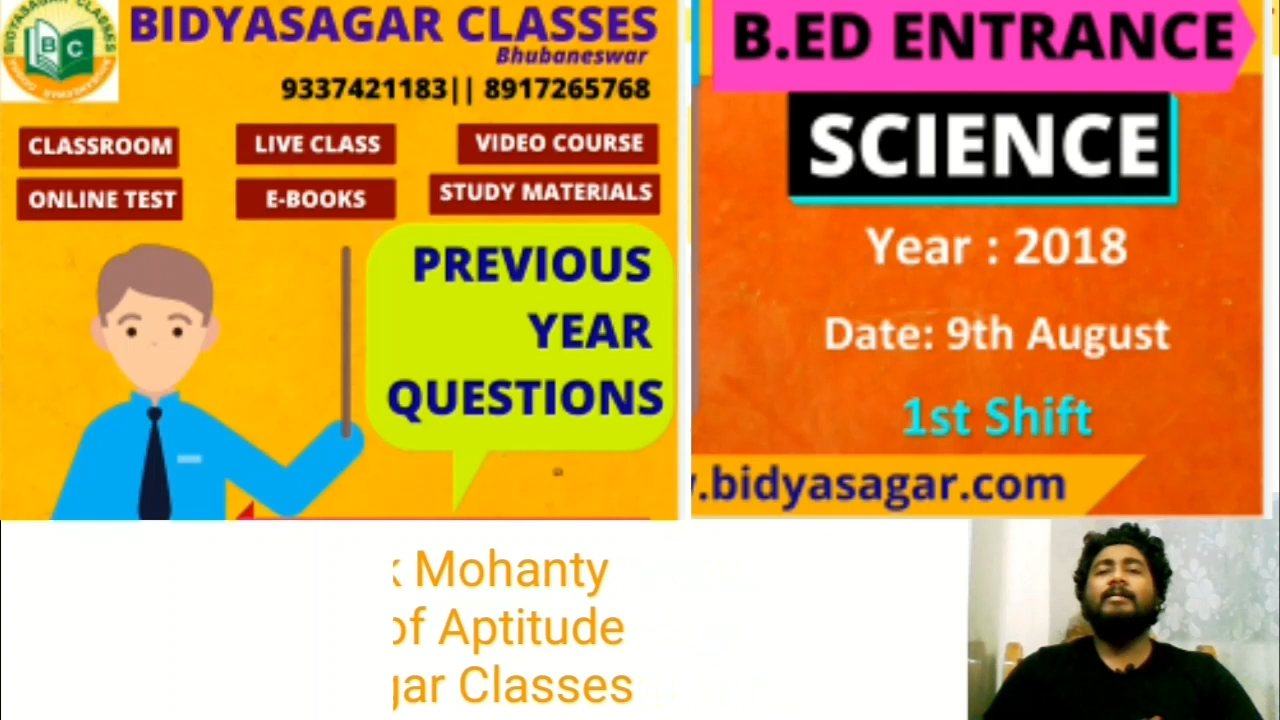 BIDYASAGAR CLASSES
Bhubaneswar
9337421183|| 8917265768
CLASSROOM
LIVE CLASS
VIDEO COURSE
ONLINE TEST
E-BOOKS
STUDY MATERIALS
PREVIOUS
YEAR
QUESTIONS
B.ED ENTRANCE
SCIENCE
Year : 2018
Date: 9th August
1st Shift
.bidyasagar.com
Mohanty
of Aptitude
gar Classes